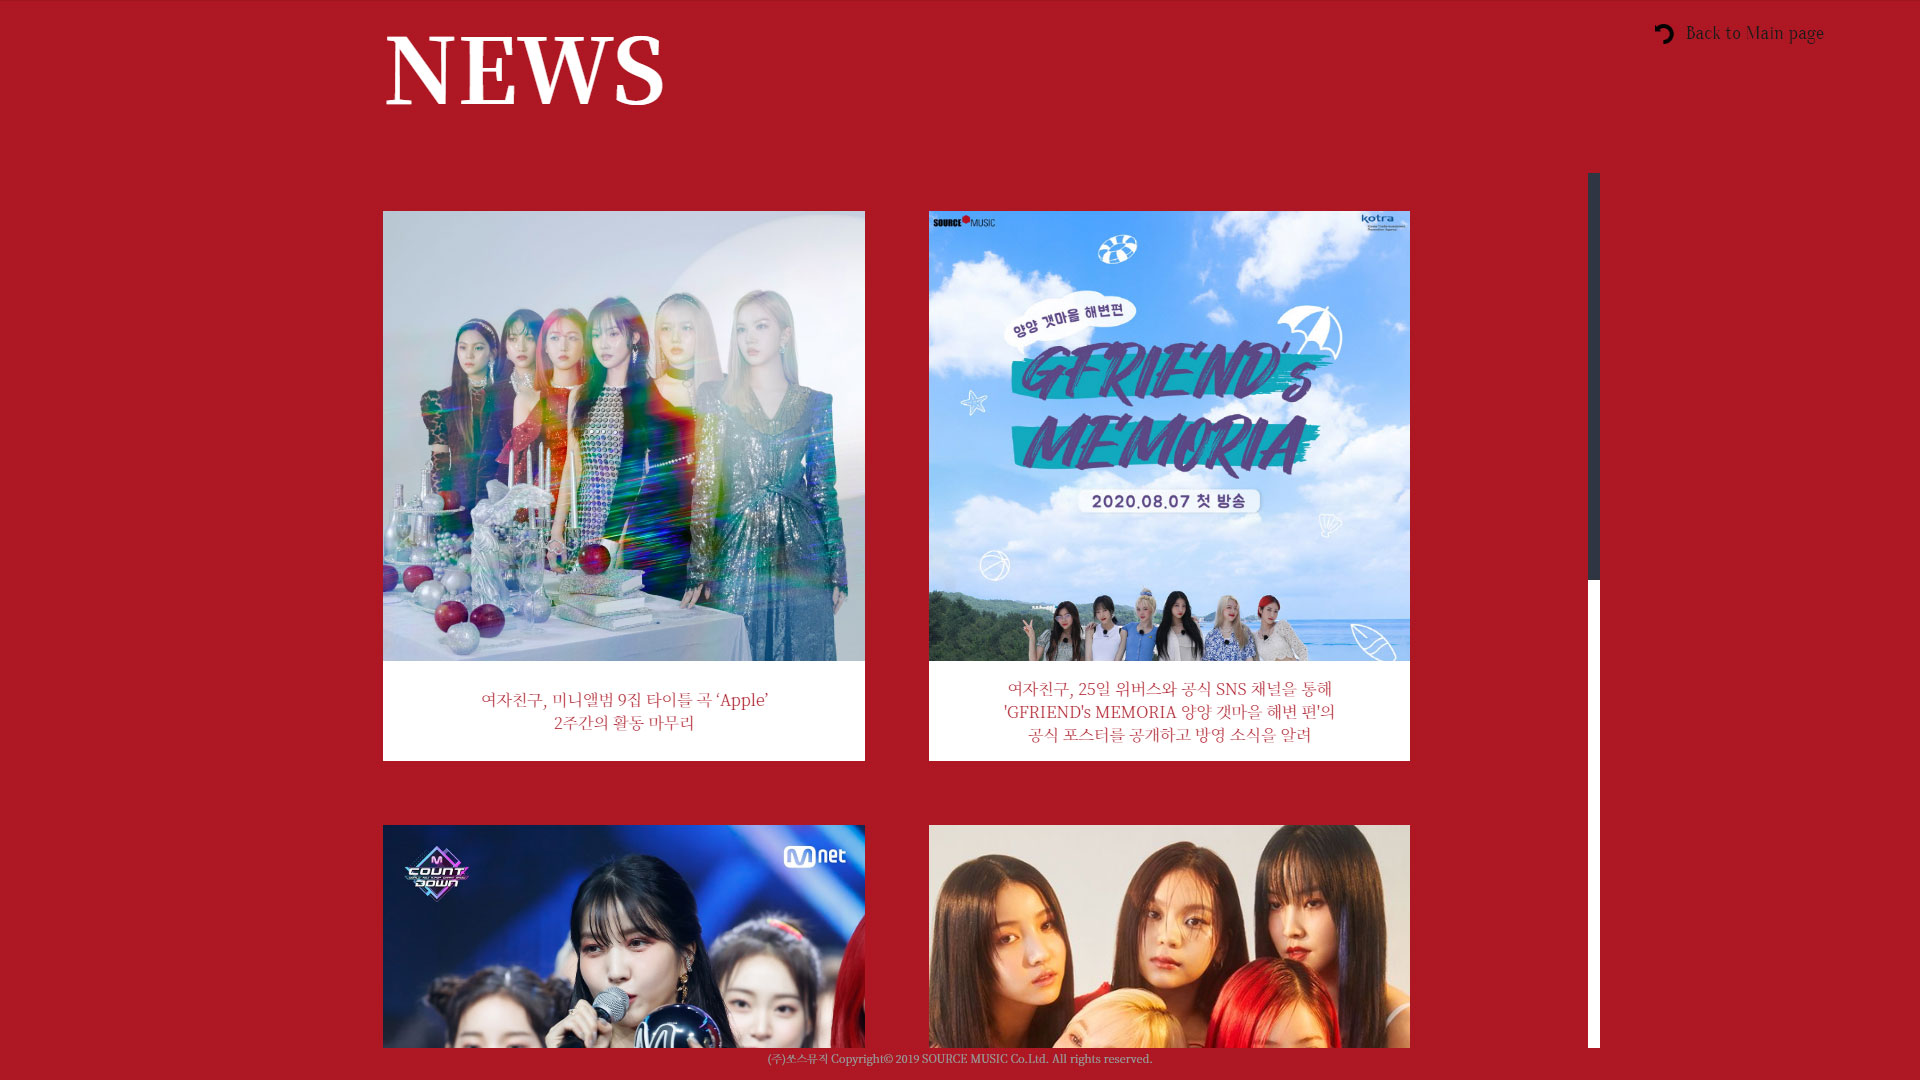 NEWS
Back to Main page
SOURCE MUSIC
kotra
양양 갯마을 해변편
GFRIEND's
MEMORIA
2020.08.07 첫 방송
여자친구, 미니앨범 9집 타이틀 곡 ‘Apple’
2주간의 활동 마무리
여자친구, 25일 위버스와 공식 SNS 채널을 통해
'GFRIEND's MEMORIA 양양 갯마을 해변 편'의
공식 포스터를 공개하고 방영 소식을 알려
M
COUNT
DOWN
Mnet
M
(주)쏘스뮤직 Copyright© 2019 SOURCE MUSIC Co.Ltd. All rights reserved.